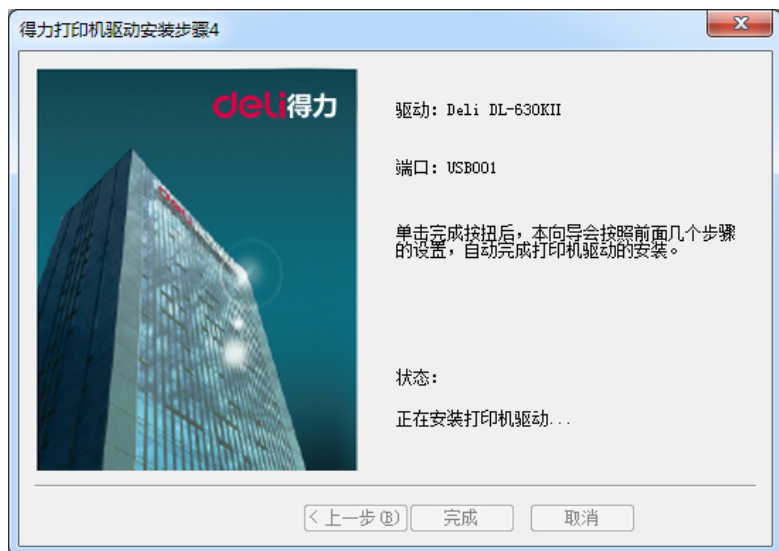 得力打印机驱动安装步骤4
deli得力
deli
驱动: Deli DL-630KII
端口: USB001
单击完成按扭后，本向导会按照前面几个步骤
的设置，自动完成打印机驱动的安装。
状态:
正在安装打印机驱动...
< 上一步(B)
完成
取消